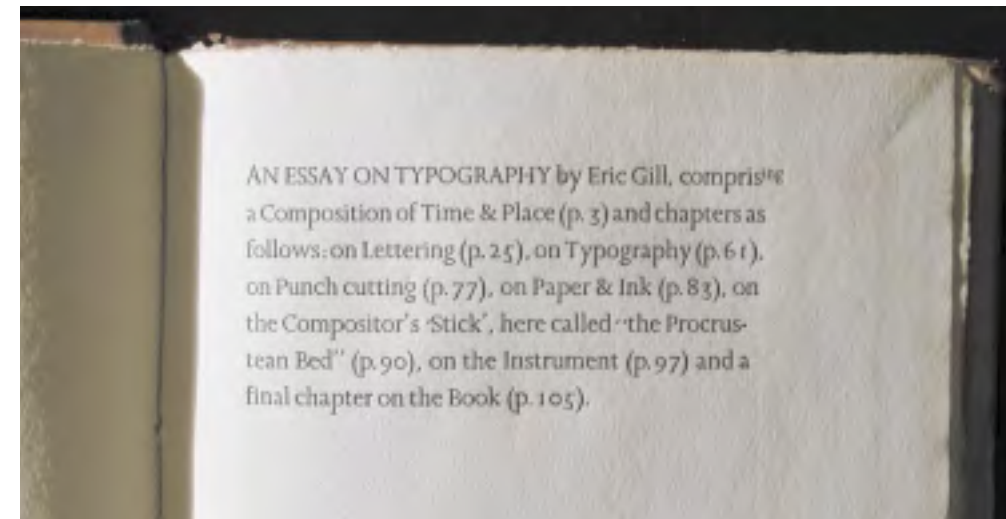 AN ESSAY ON TYPOGRAPHY by Eric Gill, comprising
a Composition of Time & Place (p. 3) and chapters as
follows: on Lettering (p. 25), on Typography (p. 61),
on Punch cutting (p. 77), on Paper & Ink (p. 83), on
the Compositor's 'Stick', here called “the Procrus-
tean Bed” (p. 90), on the Instrument (p. 97) and a
final chapter on the Book (p. 105).